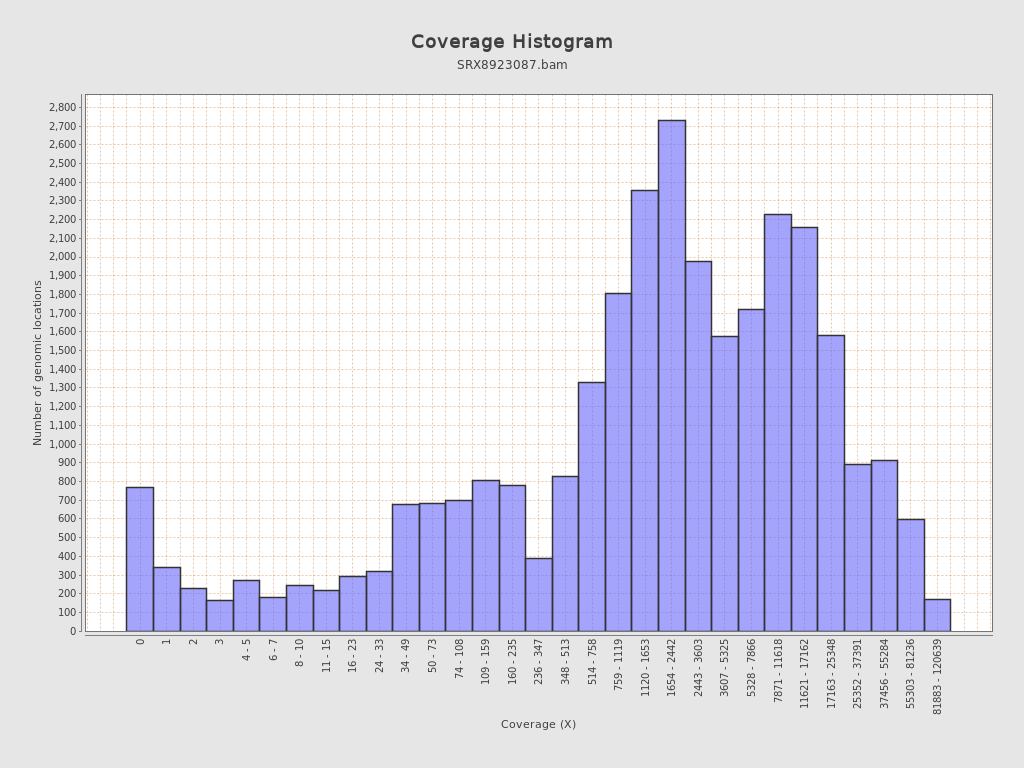 Coverage Histogram
SRX8923087.bam
Number of genomic locations
2,800
2,700
2,600
2,500
2,400
2,300
2,200
2,100
2,000
1,900
1,800
1,700
1,600
1,500
1,400
1,300
1,200
1,100
1,000
900
800
700
600
500
400
300
200
100
0
0
1
2
3
4 - 5
6 - 7
8 - 10
11 - 15
16 - 23
24 - 33
34 - 49
50 - 73
74 - 108
109 - 159
160 - 235
236 - 347
348 - 513
514 - 758
759 - 1119
1120 - 1653
1654 - 2442
2443 - 3603
3607 - 5325
5328 - 7866
7871 - 11618
11621 - 17162
17163 - 25348
25352 - 37391
37456 - 55284
55303 - 81236
81883 - 120639
Coverage (X)